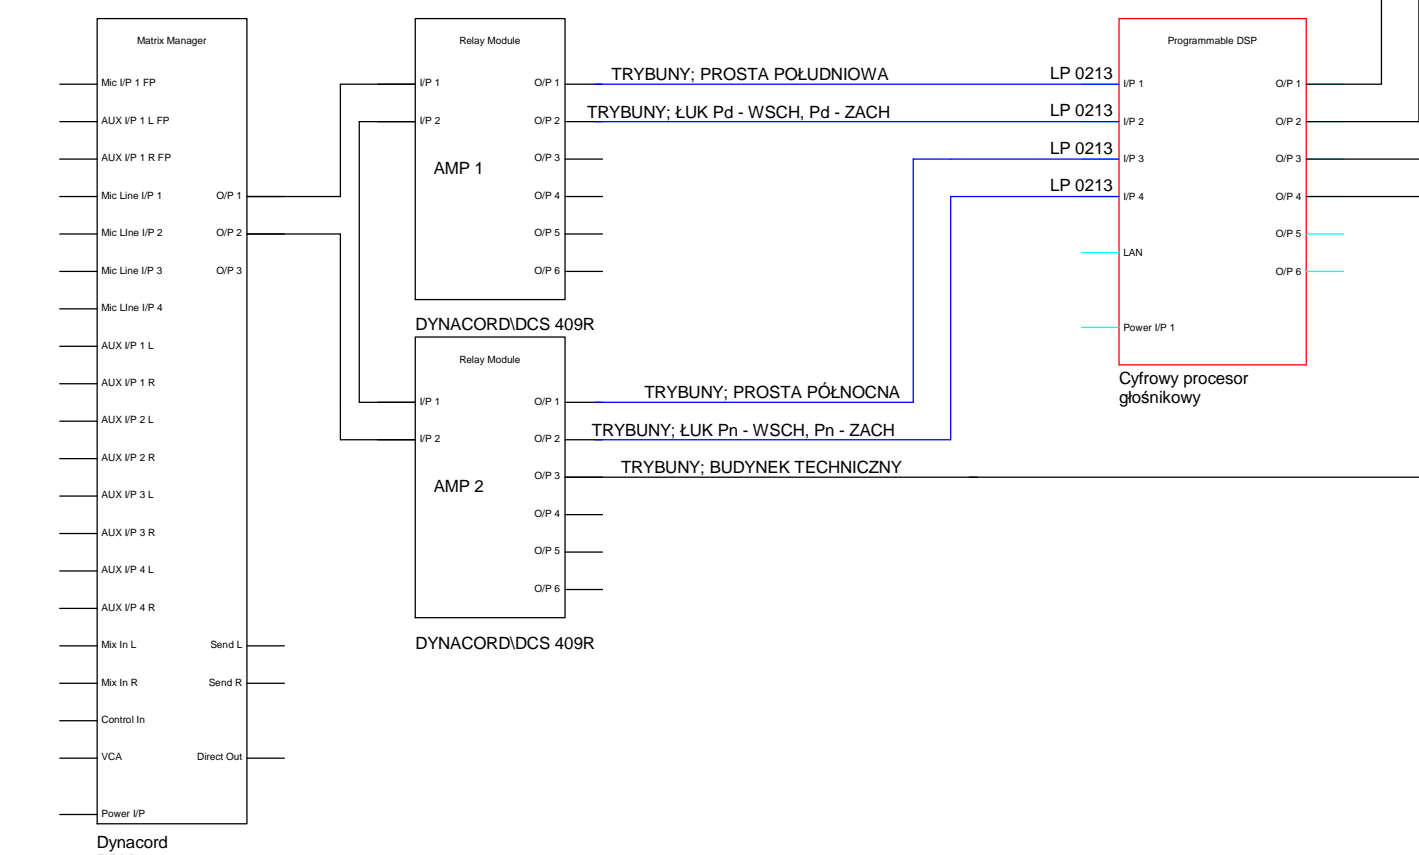 Matrix Manager
Mic I/P 1 FP
AUX I/P 1 L FP
AUX I/P 1 R FP
Mic Line I/P 1
O/P 1
Mic LIne I/P 2
O/P 2
Mic Line I/P 3
O/P 3
Mic LIne I/P 4
AUX I/P 1 L
AUX I/P 1 R
AUX I/P 2 L
AUX I/P 2 R
AUX I/P 3 L
AUX I/P 3 R
AUX I/P 4 L
AUX I/P 4 R
Mix In L
Send L
Mix In R
Send R
Control In
VCA
Direct Out
Power I/P
Dynacord
Relay Module
I/P 1
O/P 1
I/P 2
O/P 2
O/P 3
AMP 1
O/P 4
O/P 5
O/P 6
DYNACORD\DCS 409R
Relay Module
I/P 1
O/P 1
I/P 2
O/P 2
O/P 3
AMP 2
O/P 4
O/P 5
O/P 6
DYNACORD\DCS 409R
TRYBUNY; PROSTA POŁUDNIOWA
LP 0213
TRYBUNY; ŁUK Pd - WSCH, Pd - ZACH
LP 0213
LP 0213
LP 0213
TRYBUNY; PROSTA PÓŁNOCNA
TRYBUNY; ŁUK Pn - WSCH, Pn - ZACH
TRYBUNY; BUDYNEK TECHNICZNY
Programmable DSP
I/P 1
O/P 1
I/P 2
O/P 2
I/P 3
O/P 3
I/P 4
O/P 4
O/P 5
LAN
O/P 6
Power I/P 1
Cyfrowy procesor
głośnikowy